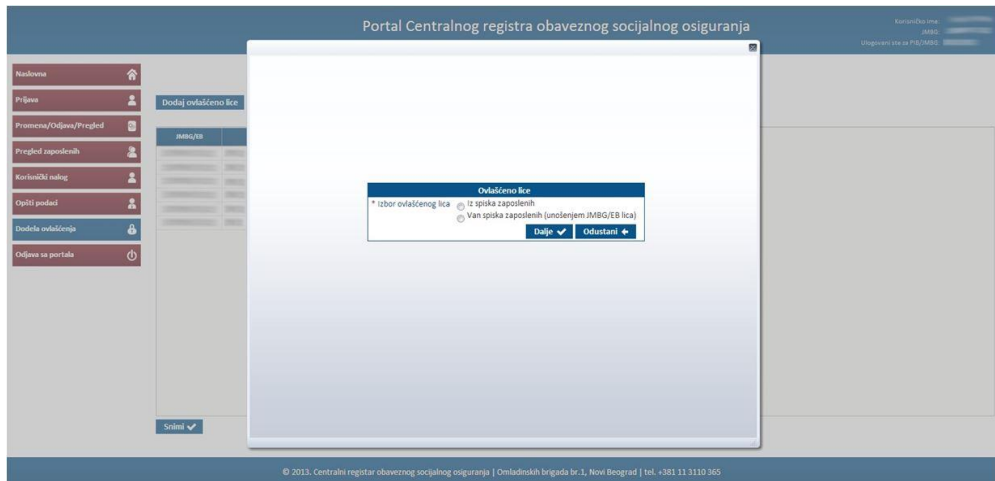 Portal Centralnog registra obaveznog socijalnog osiguranja
Korisničko ime:
JMBG:
Ulogovani ste za PIB/JMBG:
Naslovna
Prijava
Promena/Odjava/Pregled
Pregled zaposlenih
Korisnički nalog
Opšti podaci
Dodela ovlašćenja
Odjava sa portala
Dodaj ovlašćeno lice
JMBG/EB
Ovlašćeno lice
* Izbor ovlašćenog lica
Iz spiska zaposlenih
Van spiska zaposlenih (unošenjem JMBG/EB lica)
Dalje
Odustani
Snimi
© 2013. Centralni registar obaveznog socijalnog osiguranja | Omladinskih brigada br.1, Novi Beograd | tel. +381 11 3110 365